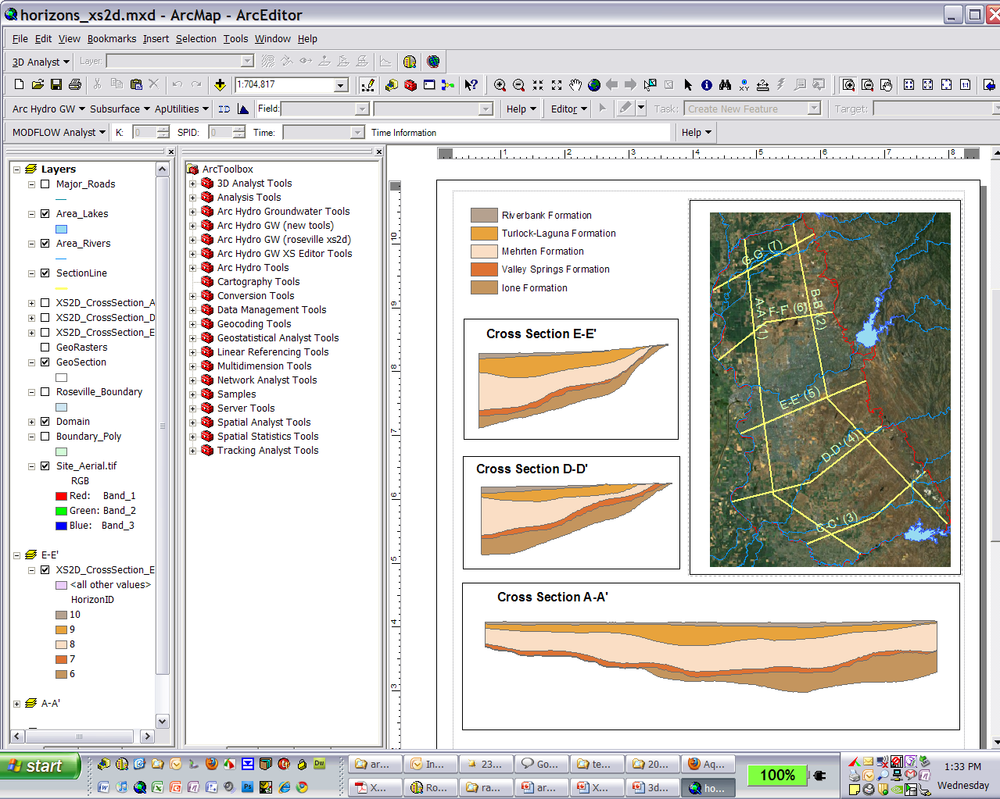 horizons_xs2d.mxd - ArcMap - ArcEditor
File Edit View Bookmarks Insert Selection Tools Window Help
3D Analyst Layer:
1:704,817
Arc Hydro GW Subsurface ApUtilities ID Field: Help Editor Task: Create New Feature Target:
MODFLOW Analyst K: 0 SPID: 0 Time: Time Information Help
Layers
Major_Roads
Area_Lakes
Area_Rivers
SectionLine
XS2D_CrossSection_A
XS2D_CrossSection_D
XS2D_CrossSection_E
GeoRasters
GeoSection
Roseville_Boundary
Domain
Boundary_Poly
Site_Aerial.tif
RGB
Red: Band_1
Green: Band_2
Blue: Band_3
E-E'
XS2D_CrossSection_E
<all other values>
HorizonID
10
9
8
7
6
A-A'
ArcToolbox
3D Analyst Tools
Analysis Tools
Arc Hydro Groundwater Tools
Arc Hydro GW (new tools)
Arc Hydro GW (roseville xs2d)
Arc Hydro GW XS Editor Tools
Arc Hydro Tools
Cartography Tools
Conversion Tools
Data Management Tools
Geocoding Tools
Geostatistical Analyst Tools
Linear Referencing Tools
Multidimension Tools
Network Analyst Tools
Samples
Server Tools
Spatial Analyst Tools
Spatial Statistics Tools
Tracking Analyst Tools
1 2 3 4 5 6 7 8
10
9
8
7
6
5
4
3
Riverbank Formation
Turlock-Laguna Formation
Mehrten Formation
Valley Springs Formation
Ione Formation
Cross Section E-E'
Cross Section D-D'
Cross Section A-A'
G-G' (7)
B-B' (2)
A-A' (1)
F-F' (6)
E-E' (5)
D-D' (4)
C-C' (3)
start
ar... In... 23... Go... te... 20... Aq...
X... Ro... ra... ar... X... 3d... ho...
100%
1:33 PM
Wednesday